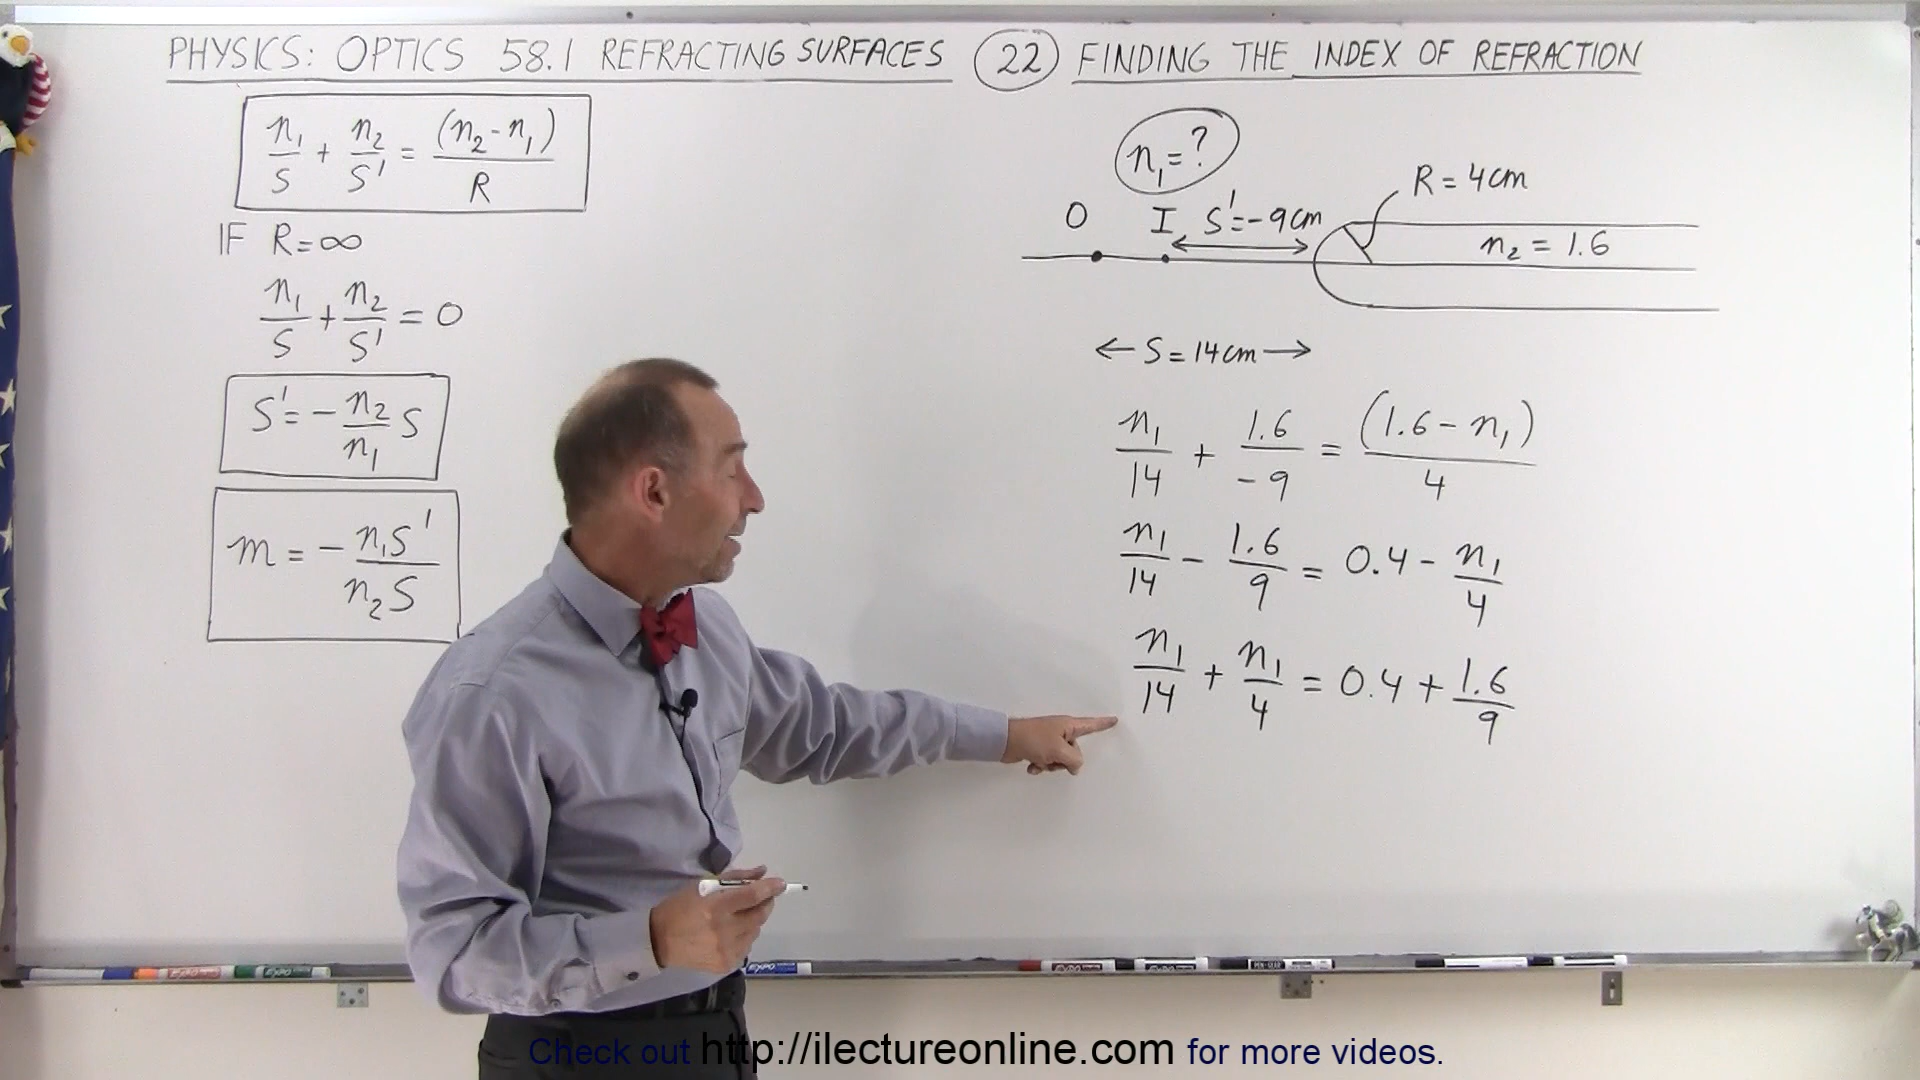 PHYSICS: OPTICS 58.1 REFRACTING SURFACES (22) FINDING THE INDEX OF REFRACTION
n₁/S + n₂/S' = (n₂-n₁)/R
IF R=∞
n₁/S + n₂/S' = 0
S' = - n₂/n₁ S
m = - n₁S'/n₂S
n₁=?
R = 4cm
O I S'=-9cm
n₂ = 1.6
← S = 14cm →
n₁/14 + 1.6/-9 = (1.6 - n₁)/4
n₁/14 - 1.6/9 = 0.4 - n₁/4
n₁/14 + n₁/4 = 0.4 + 1.6/9
EXPO
Check out http://ilectureonline.com for more videos.